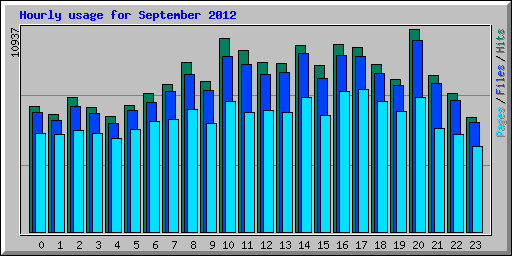 Hourly usage for September 2012
10937
Pages / Files / Hits
0 1 2 3 4 5 6 7 8 9 10 11 12 13 14 15 16 17 18 19 20 21 22 23